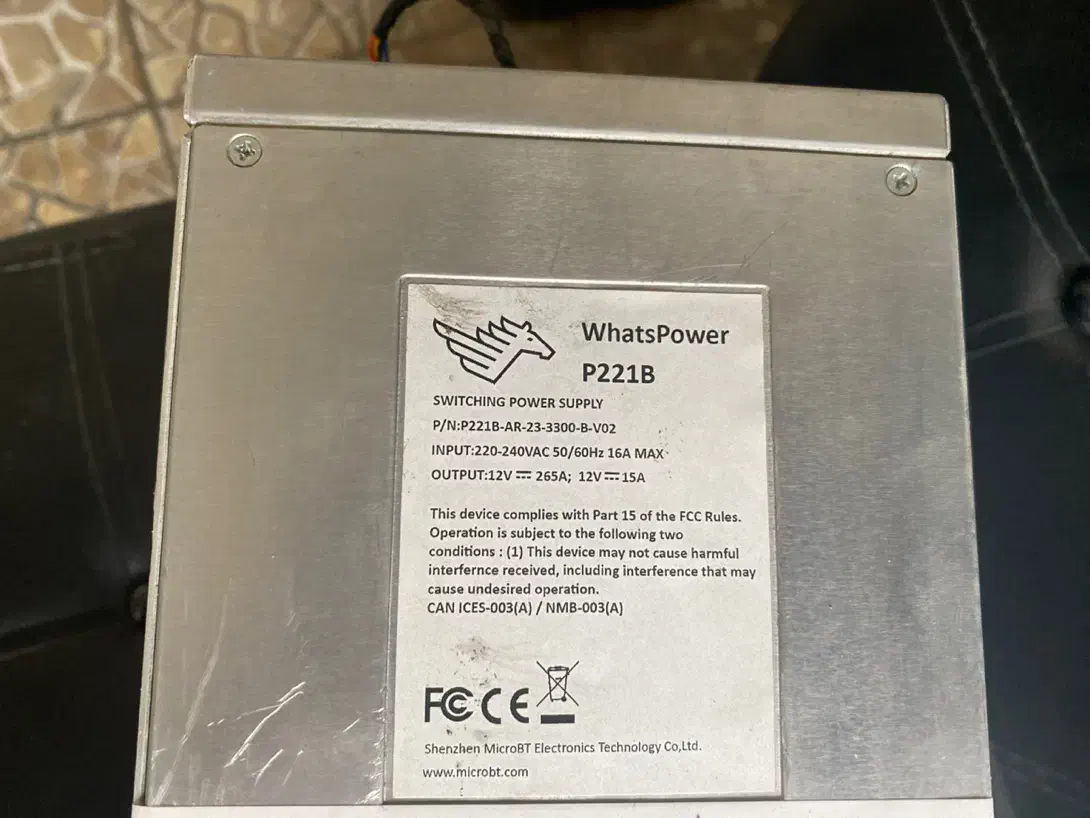 WhatsPower
P221B
SWITCHING POWER SUPPLY
P/N:P221B-AR-23-3300-B-V02
INPUT:220-240VAC 50/60Hz 16A MAX
OUTPUT:12V ⎓ 265A; 12V ⎓ 15A
This device complies with Part 15 of the FCC Rules.
Operation is subject to the following two
conditions : (1) This device may not cause harmful
interfernce received, including interference that may
cause undesired operation.
CAN ICES-003(A) / NMB-003(A)
FC CE
Shenzhen MicroBT Electronics Technology Co,Ltd.
www.microbt.com